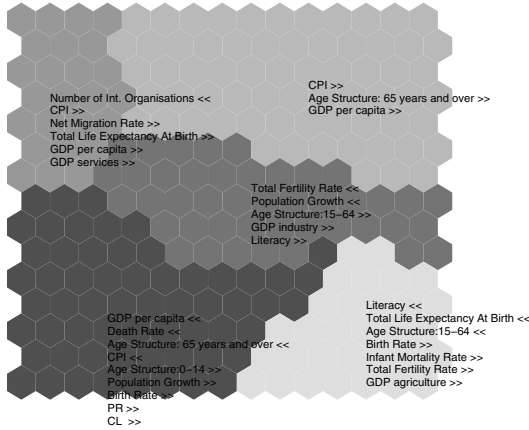 Number of Int. Organisations <<
CPI >>
Net Migration Rate >>
Total Life Expectancy At Birth >>
GDP per capita >>
GDP services >>
CPI >>
Age Structure: 65 years and over >>
GDP per capita >>
Total Fertility Rate <<
Population Growth <<
Age Structure:15–64 >>
GDP industry >>
Literacy >>
GDP per capita <<
Death Rate <<
Age Structure: 65 years and over <<
CPI <<
Age Structure:0–14 >>
Population Growth >>
Birth Rate >>
PR >>
CL >>
Literacy <<
Total Life Expectancy At Birth <<
Age Structure:15–64 <<
Birth Rate >>
Infant Mortality Rate >>
Total Fertility Rate >>
GDP agriculture >>